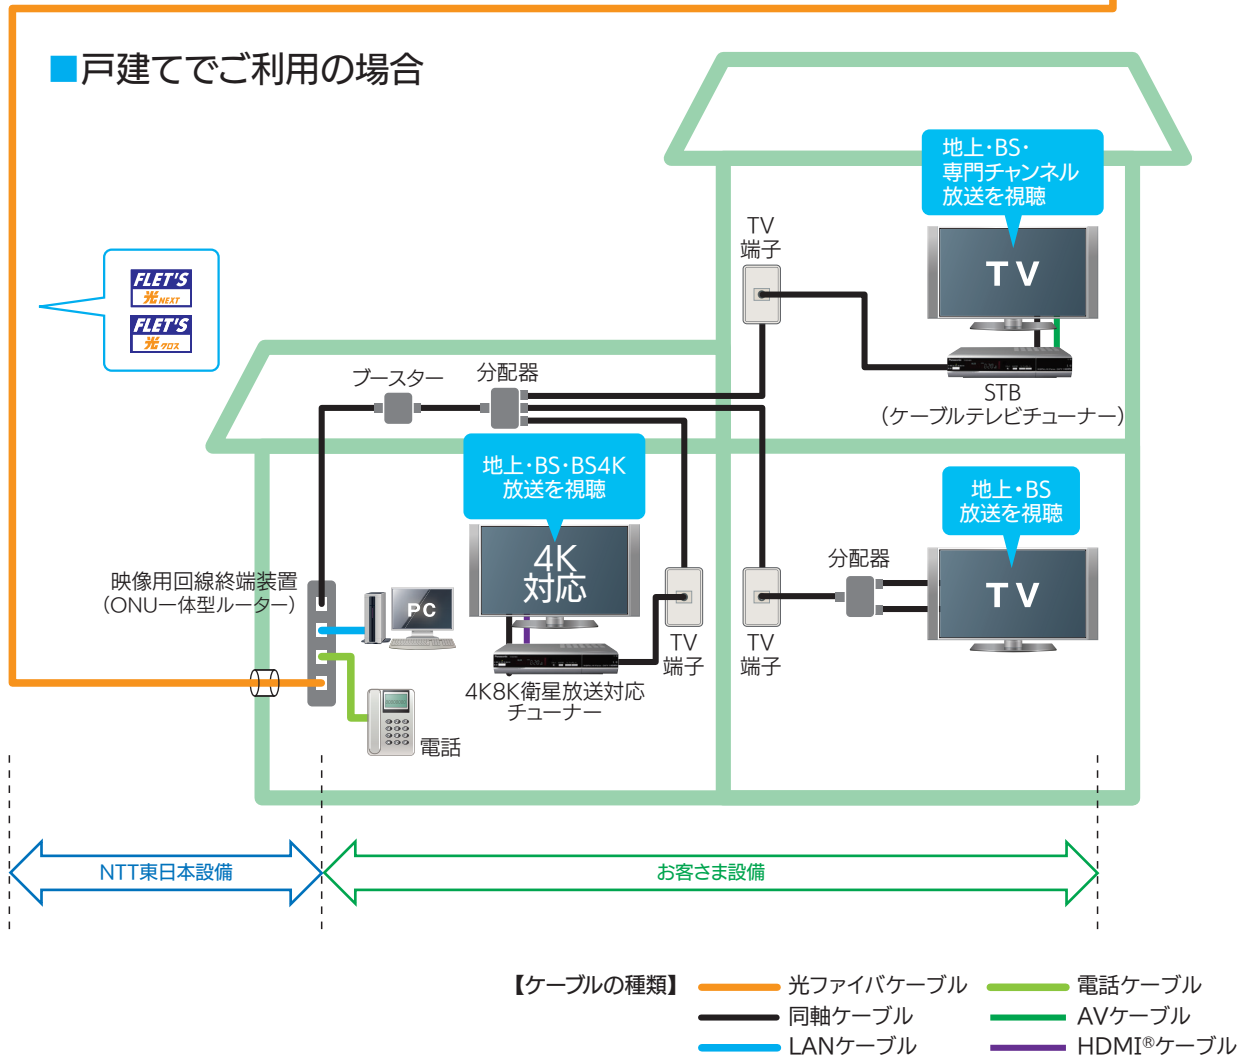 ■戸建てでご利用の場合
地上・BS・
専門チャンネル
放送を視聴
TV
端子
TV
FLET'S
光 NEXT
FLET'S
光 クロス
ブースター
分配器
STB
（ケーブルテレビチューナー）
地上・BS・BS4K
放送を視聴
地上・BS
放送を視聴
4K
対応
分配器
TV
映像用回線終端装置
（ONU一体型ルーター）
PC
TV
端子
TV
端子
4K8K衛星放送対応
チューナー
電話
NTT東日本設備
お客さま設備
【ケーブルの種類】
光ファイバケーブル
電話ケーブル
同軸ケーブル
AVケーブル
LANケーブル
HDMI®ケーブル